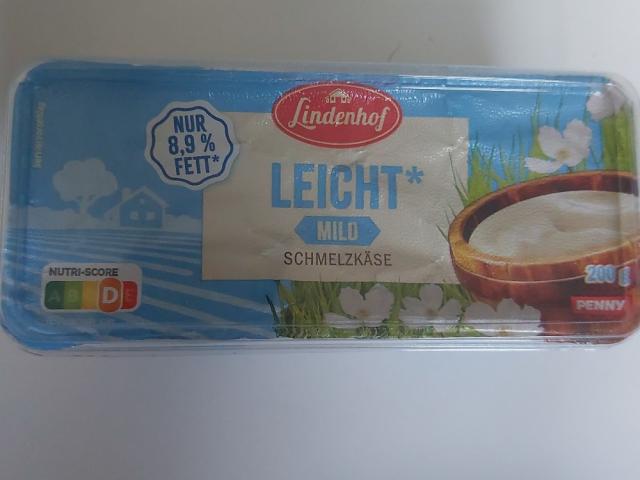 Lindenhof
NUR
8,9 %
FETT*
LEICHT*
MILD
SCHMELZKÄSE
NUTRI-SCORE
A B C D E
200 g
PENNY